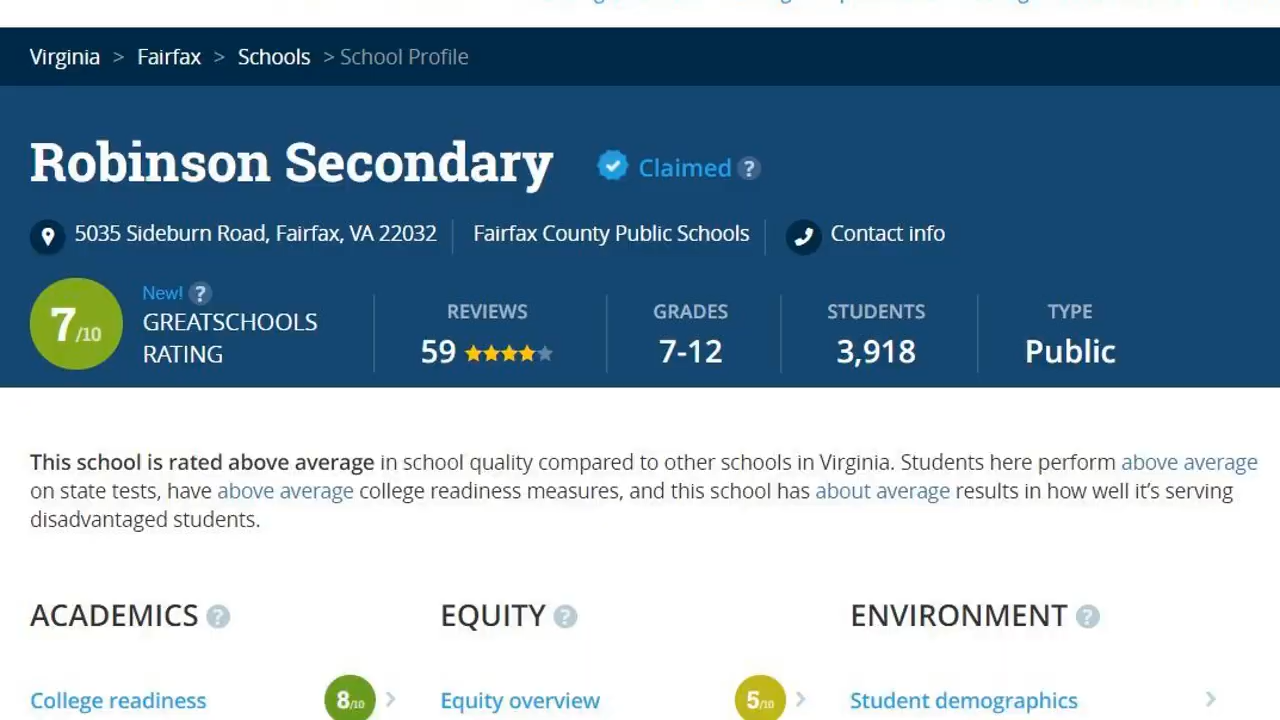 Virginia > Fairfax > Schools > School Profile
Robinson Secondary Claimed ?
5035 Sideburn Road, Fairfax, VA 22032 Fairfax County Public Schools Contact info
7/10 New! ? GREATSCHOOLS RATING
REVIEWS GRADES STUDENTS TYPE
59 7-12 3,918 Public
This school is rated above average in school quality compared to other schools in Virginia. Students here perform above average
on state tests, have above average college readiness measures, and this school has about average results in how well it’s serving
disadvantaged students.
ACADEMICS ? EQUITY ? ENVIRONMENT ?
College readiness 8/10 > Equity overview 5/10 > Student demographics >